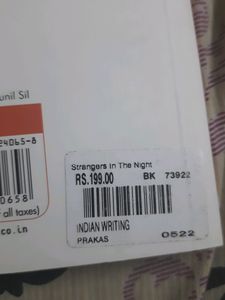 unil Sil
24065-8
Strangers In The Night
RS.199.00 BK 73922
INDIAN WRITING
PRAKAS 0522
0658
f all taxes)
.co.in